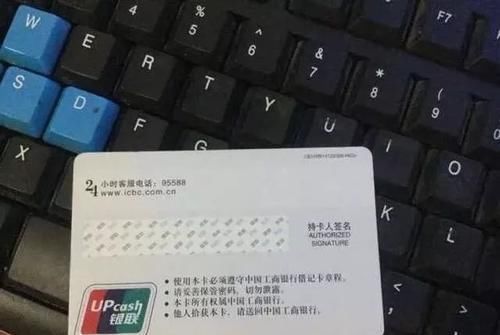 4 5 6 7 8 9 F7
W E R T Y U I O
S D F
X
24小时客服电话：95588
www.icbc.com.cn
持卡人签名
AUTHORIZED
SIGNATURE
• 使用本卡必须遵守中国工商银行借记卡章程。
• 请妥善保管密码，切勿泄露。
• 本卡所有权属中国工商银行。
• 他人拾获本卡，请送回中国工商银行。
UPcash
银联